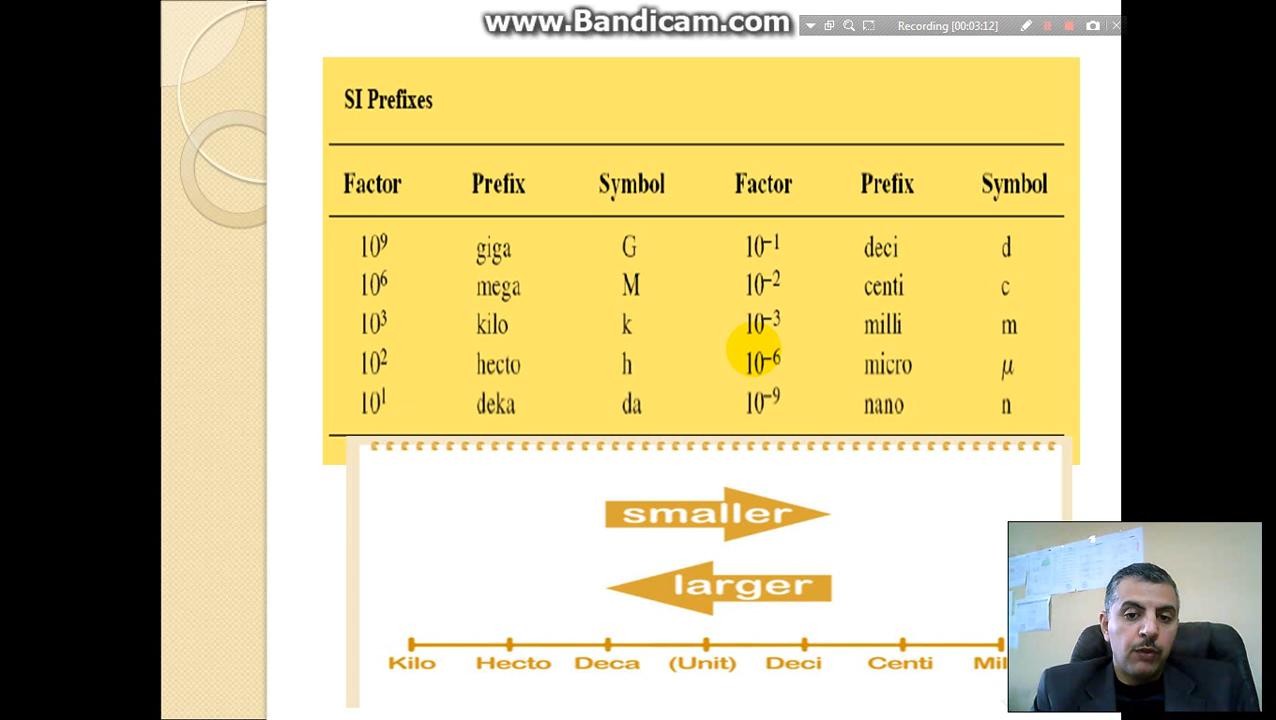 www.Bandicam.com
Recording [00:03:12]
SI Prefixes
Factor Prefix Symbol Factor Prefix Symbol
10⁹ giga G 10⁻¹ deci d
10⁶ mega M 10⁻² centi c
10³ kilo k 10⁻³ milli m
10² hecto h 10⁻⁶ micro μ
10¹ deka da 10⁻⁹ nano n
smaller
larger
Kilo Hecto Deca (Unit) Deci Centi Mil